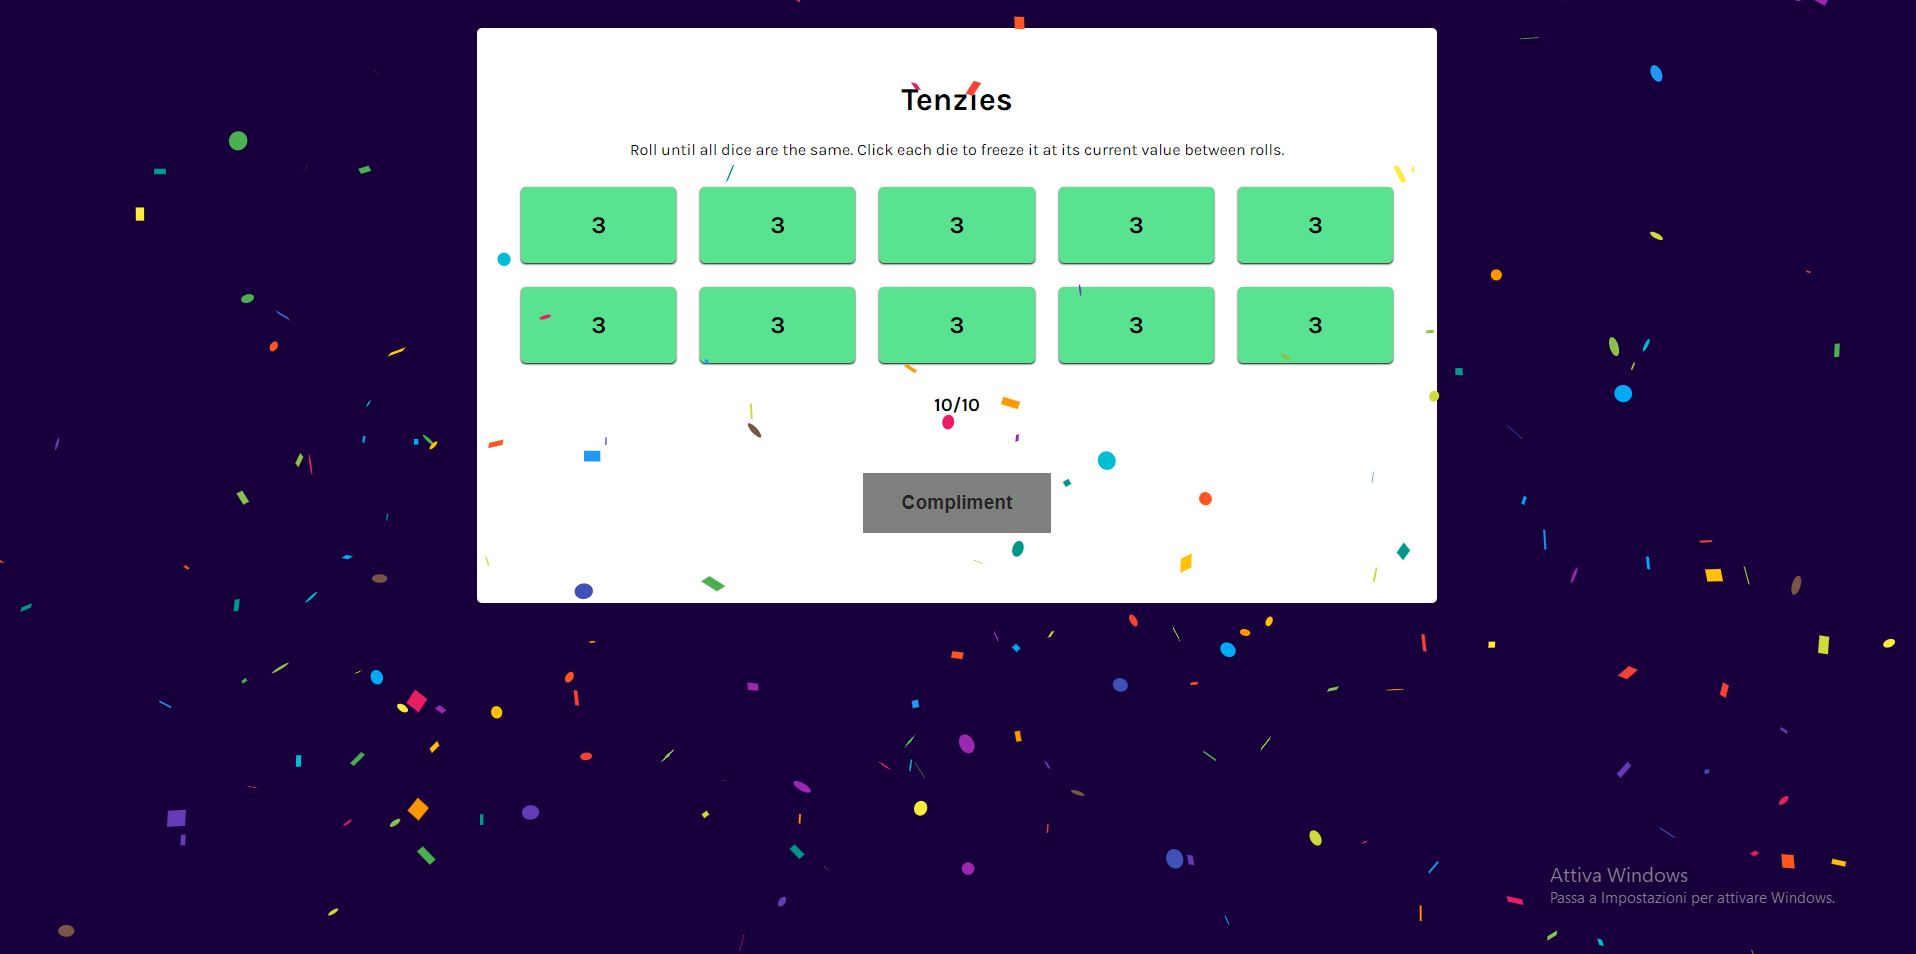 Tenzies
Roll until all dice are the same. Click each die to freeze it at its current value between rolls.
3 3 3 3 3
3 3 3 3 3
10/10
Compliment
Attiva Windows
Passa a Impostazioni per attivare Windows.